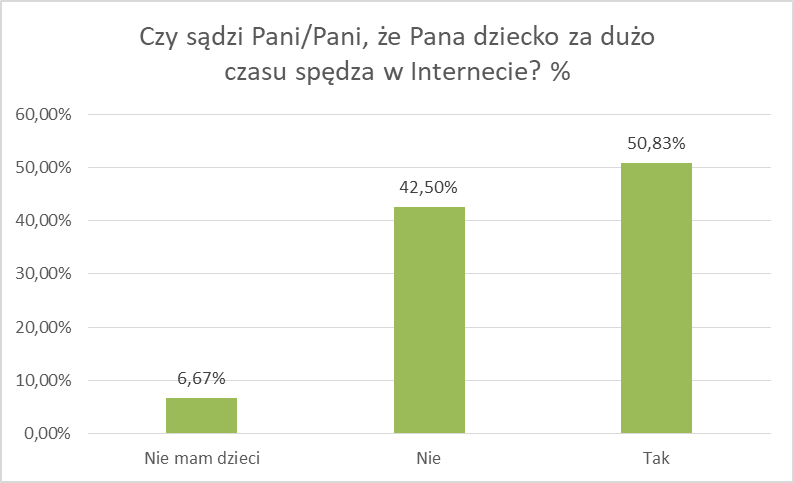 Czy sądzi Pani/Pani, że Pana dziecko za dużo
czasu spędza w Internecie? %
60,00%
50,00%
40,00%
30,00%
20,00%
10,00%
0,00%
6,67%
42,50%
50,83%
Nie mam dzieci
Nie
Tak